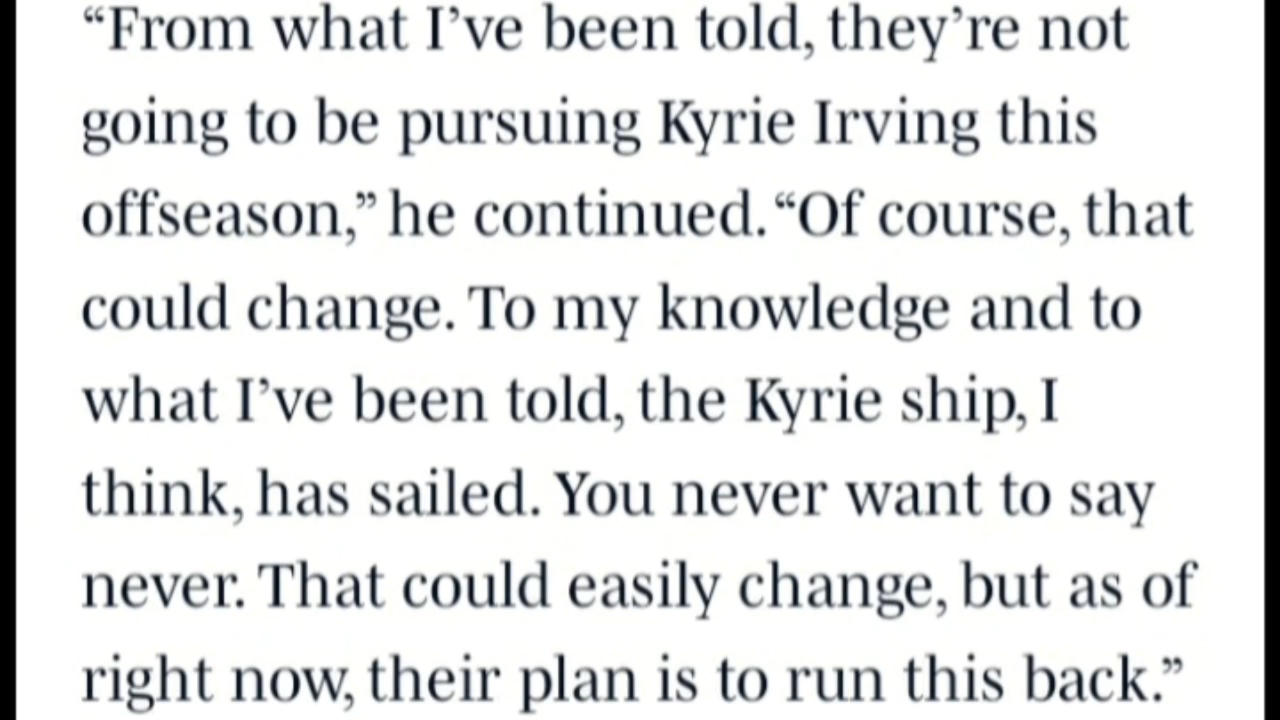 “From what I’ve been told, they’re not
going to be pursuing Kyrie Irving this
offseason,” he continued. “Of course, that
could change. To my knowledge and to
what I’ve been told, the Kyrie ship, I
think, has sailed. You never want to say
never. That could easily change, but as of
right now, their plan is to run this back.”